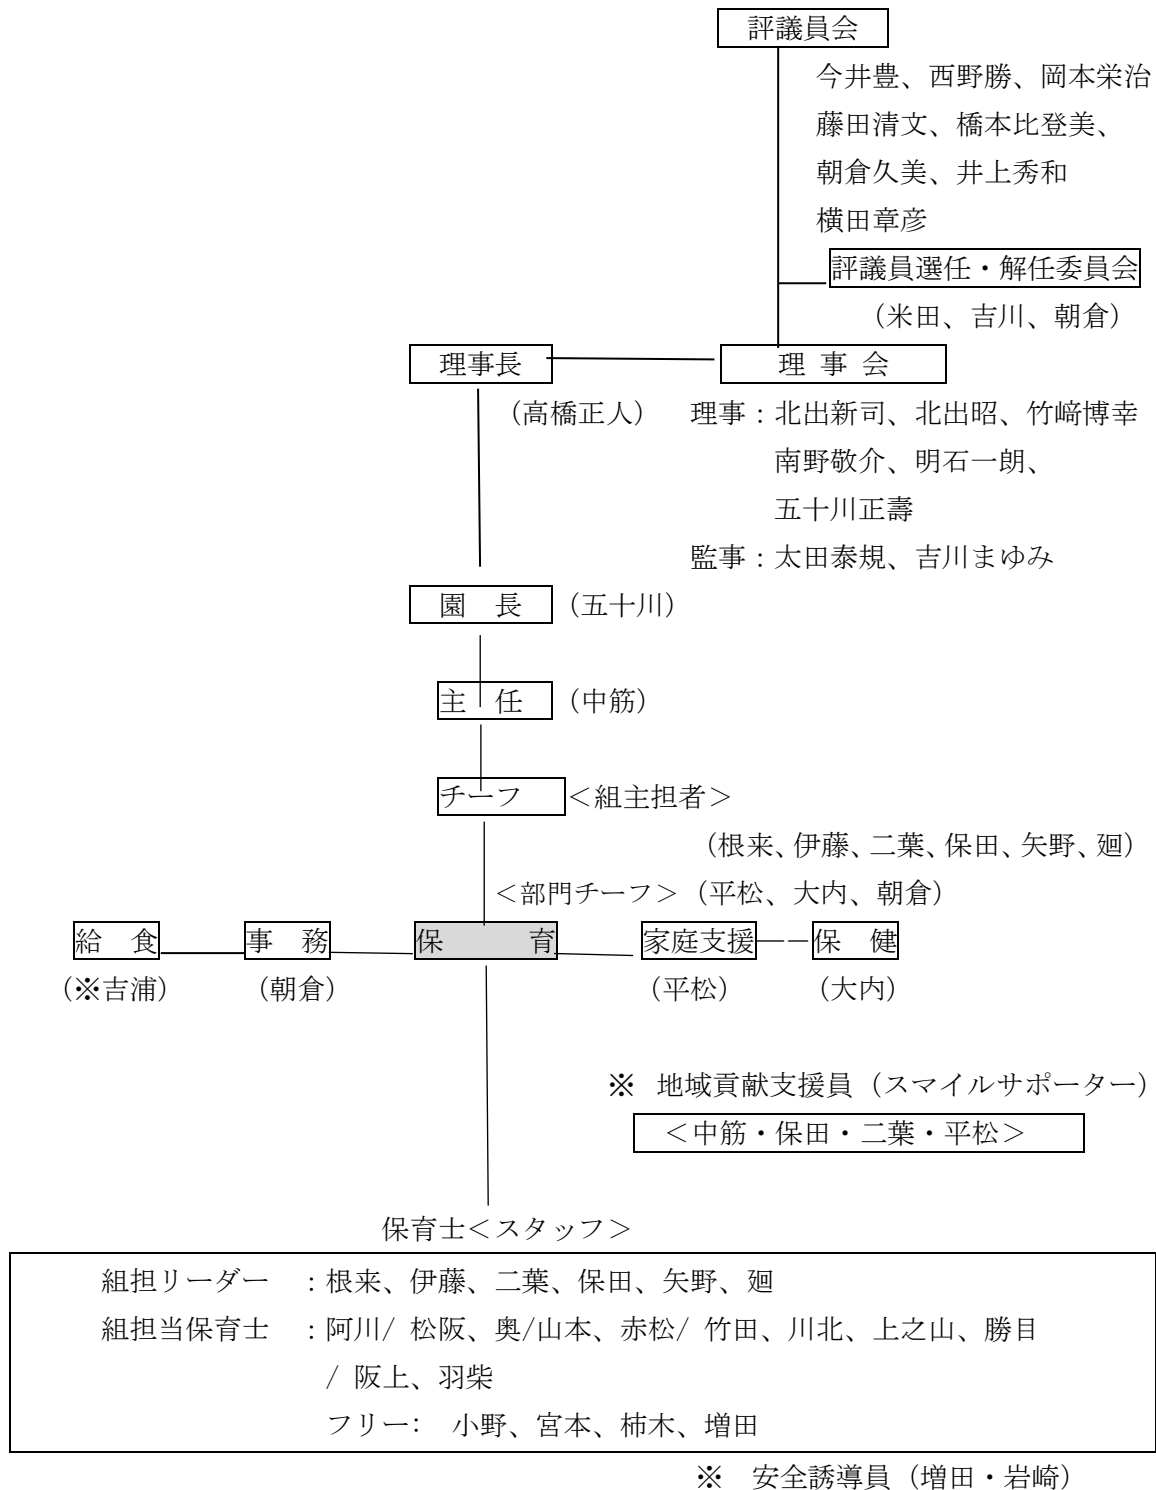 評議員会
今井豊、西野勝、岡本栄治
藤田清文、橋本比登美、
朝倉久美、井上秀和
横田章彦
評議員選任・解任委員会
（米田、吉川、朝倉）
理事長
理 事 会
（高橋正人）
理事：北出新司、北出昭、竹﨑博幸
南野敬介、明石一朗、
五十川正壽
監事：太田泰規、吉川まゆみ
園　長 （五十川）
主　任 （中筋）
チーフ ＜組主担者＞
（根来、伊藤、二葉、保田、矢野、廻）
＜部門チーフ＞（平松、大内、朝倉）
給　食 事　務 保　　　育 家庭支援 保　健
（※吉浦） （朝倉） （平松） （大内）
※　地域貢献支援員（スマイルサポーター）
＜中筋・保田・二葉・平松＞
保育士＜スタッフ＞
組担リーダー　：根来、伊藤、二葉、保田、矢野、廻
組担当保育士　：阿川/ 松阪、奥/山本、赤松/ 竹田、川北、上之山、勝目
/ 阪上、羽柴
フリー：　小野、宮本、柿木、増田
※　安全誘導員（増田・岩崎）